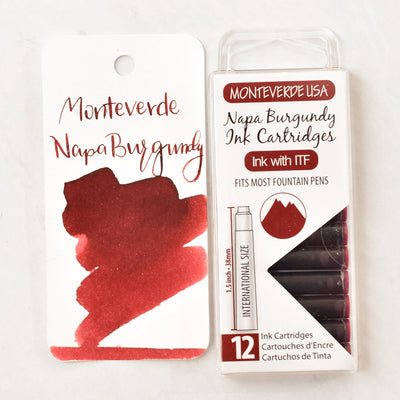 Monteverde
Napa Burgundy
MONTEVERDE USA®
Napa Burgundy
Ink Cartridges
Ink with ITF
FITS MOST FOUNTAIN PENS
1.5 inch • 38mm
INTERNATIONAL SIZE
12
Ink Cartridges
Cartouches d'Encre
Cartuchos de Tinta